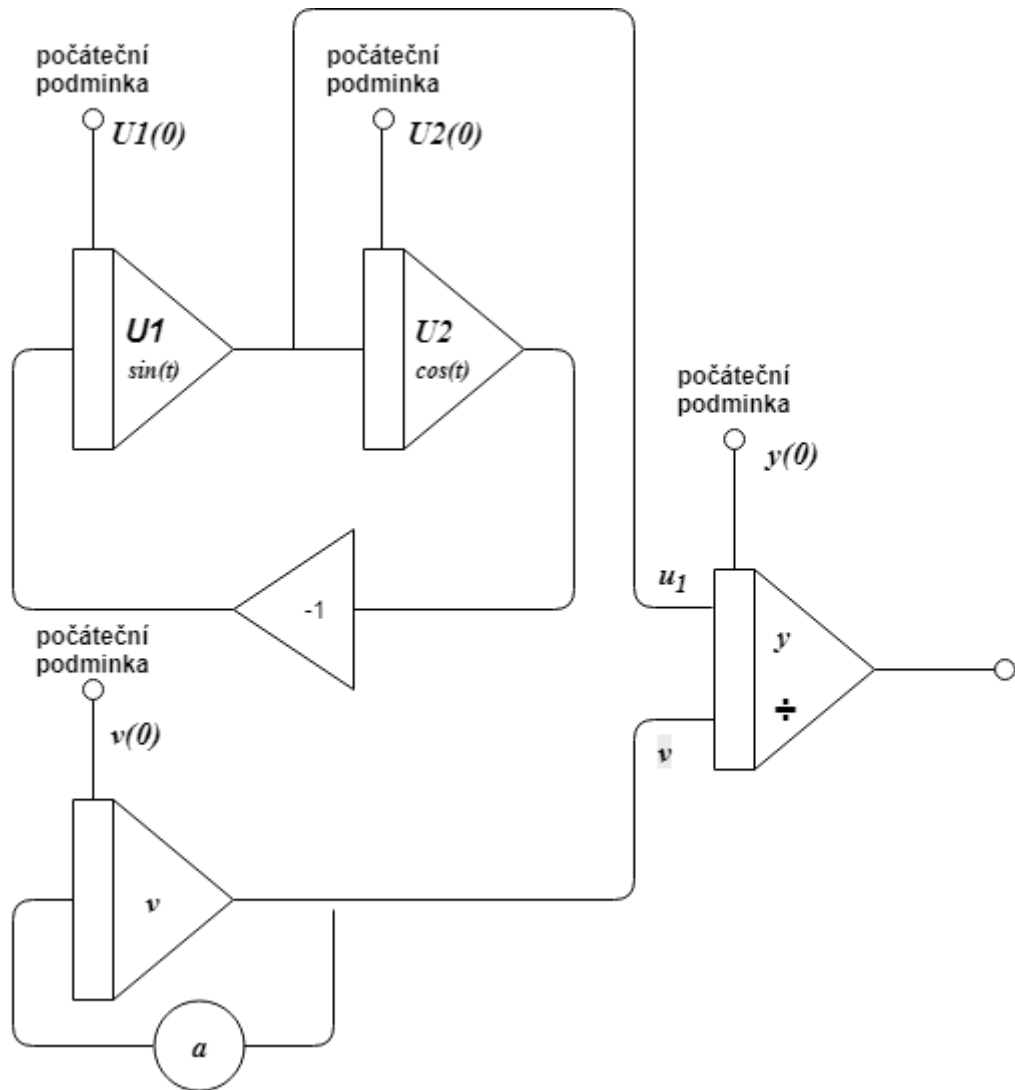 počáteční
podminka
U1(0)
počáteční
podminka
U2(0)
U1
sin(t)
U2
cos(t)
-1
počáteční
podminka
y(0)
u1
y
÷
v
počáteční
podminka
v(0)
v
a